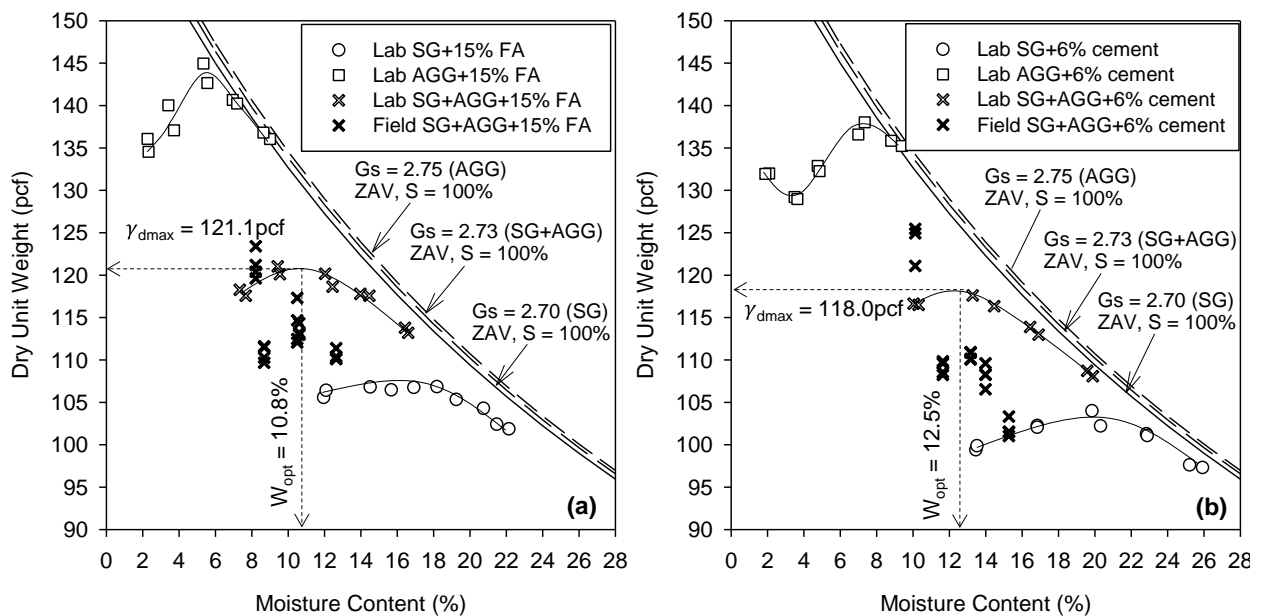 150
145
140
135
130
125
120
115
110
105
100
95
90
Dry Unit Weight (pcf)
Lab SG+15% FA
Lab AGG+15% FA
Lab SG+AGG+15% FA
Field SG+AGG+15% FA
Gs = 2.75 (AGG)
ZAV, S = 100%
γdmax = 121.1pcf
Gs = 2.73 (SG+AGG)
ZAV, S = 100%
Gs = 2.70 (SG)
ZAV, S = 100%
Wopt = 10.8%
(a)
0 2 4 6 8 10 12 14 16 18 20 22 24 26 28
Moisture Content (%)
150
145
140
135
130
125
120
115
110
105
100
95
90
Dry Unit Weight (pcf)
Lab SG+6% cement
Lab AGG+6% cement
Lab SG+AGG+6% cement
Field SG+AGG+6% cement
Gs = 2.75 (AGG)
ZAV, S = 100%
Gs = 2.73 (SG+AGG)
ZAV, S = 100%
γdmax = 118.0pcf
Gs = 2.70 (SG)
ZAV, S = 100%
Wopt = 12.5%
(b)
0 2 4 6 8 10 12 14 16 18 20 22 24 26 28
Moisture Content (%)